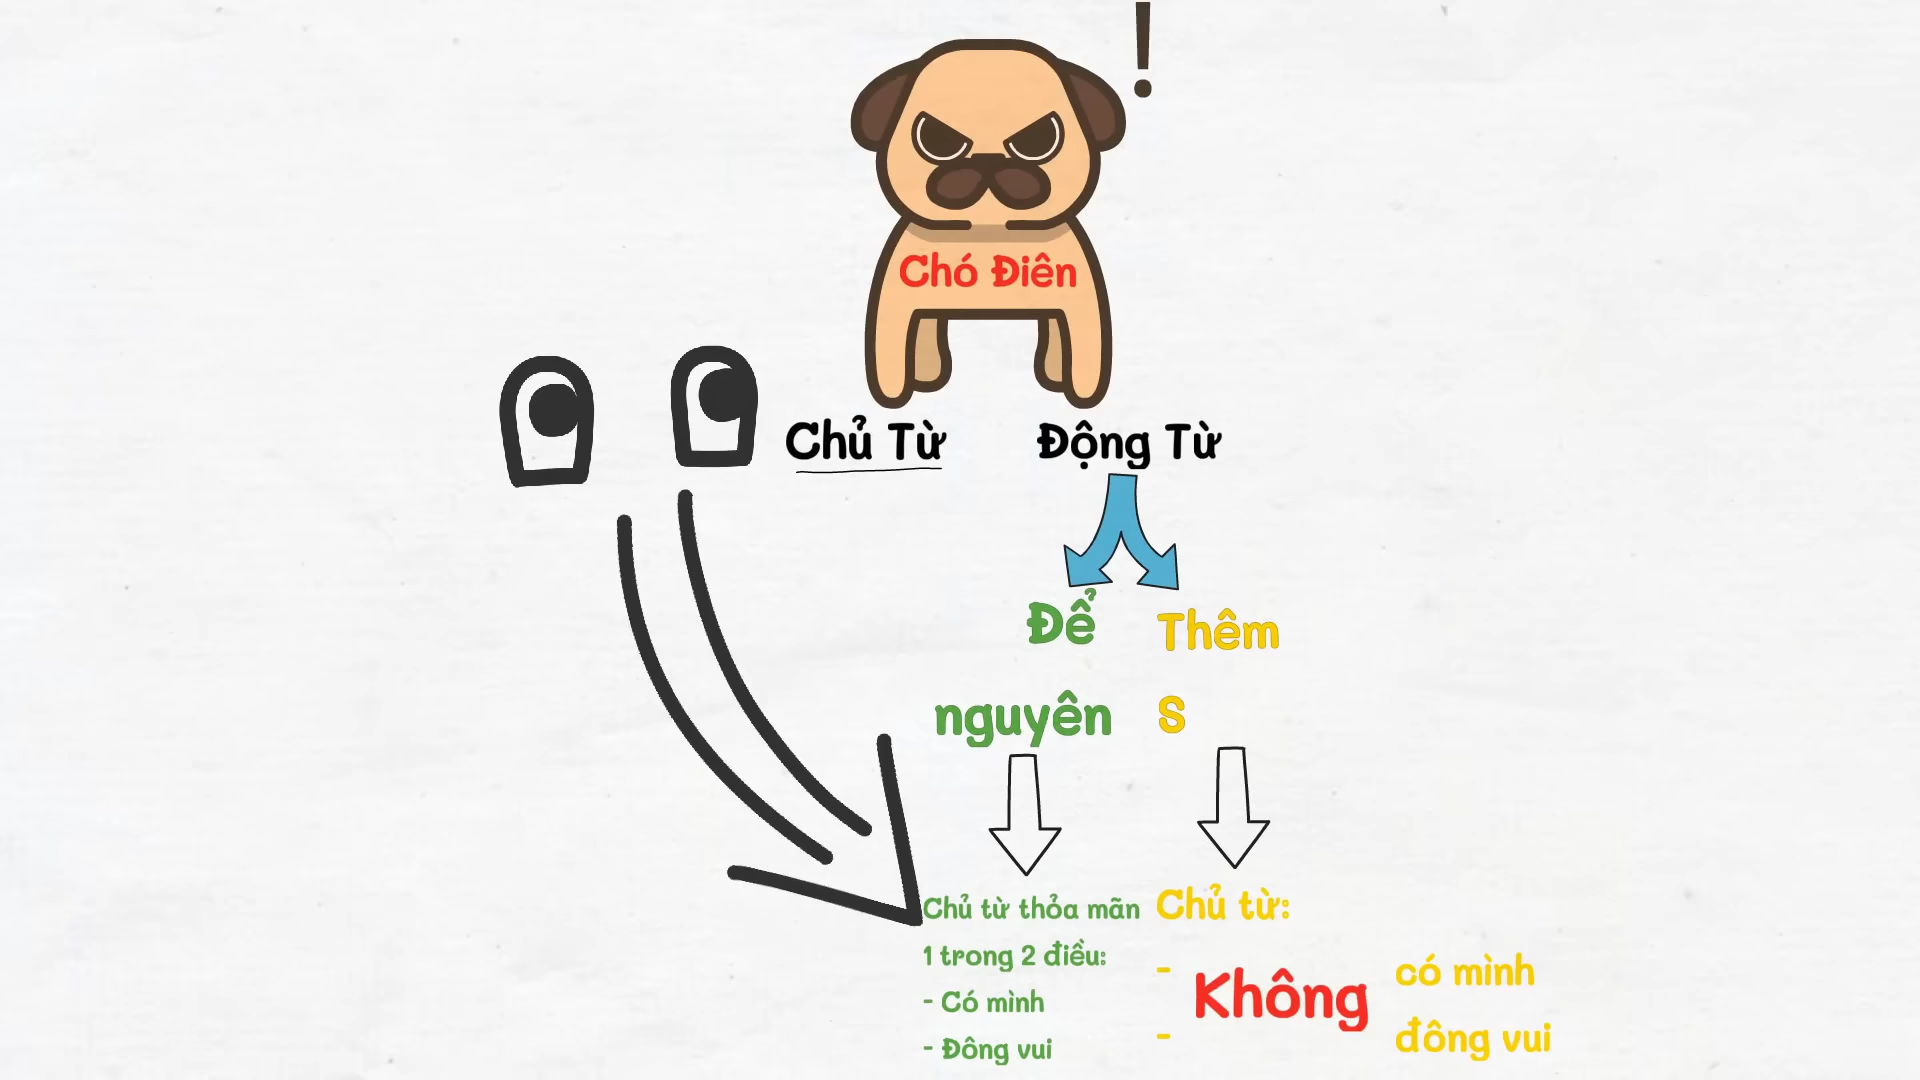 !
Chó Điên
Chủ Từ Động Từ
Để
nguyên
Thêm
S
Chủ từ thỏa mãn
1 trong 2 điều:
- Có mình
- Đông vui
Chủ từ:
- Không có mình
- đông vui